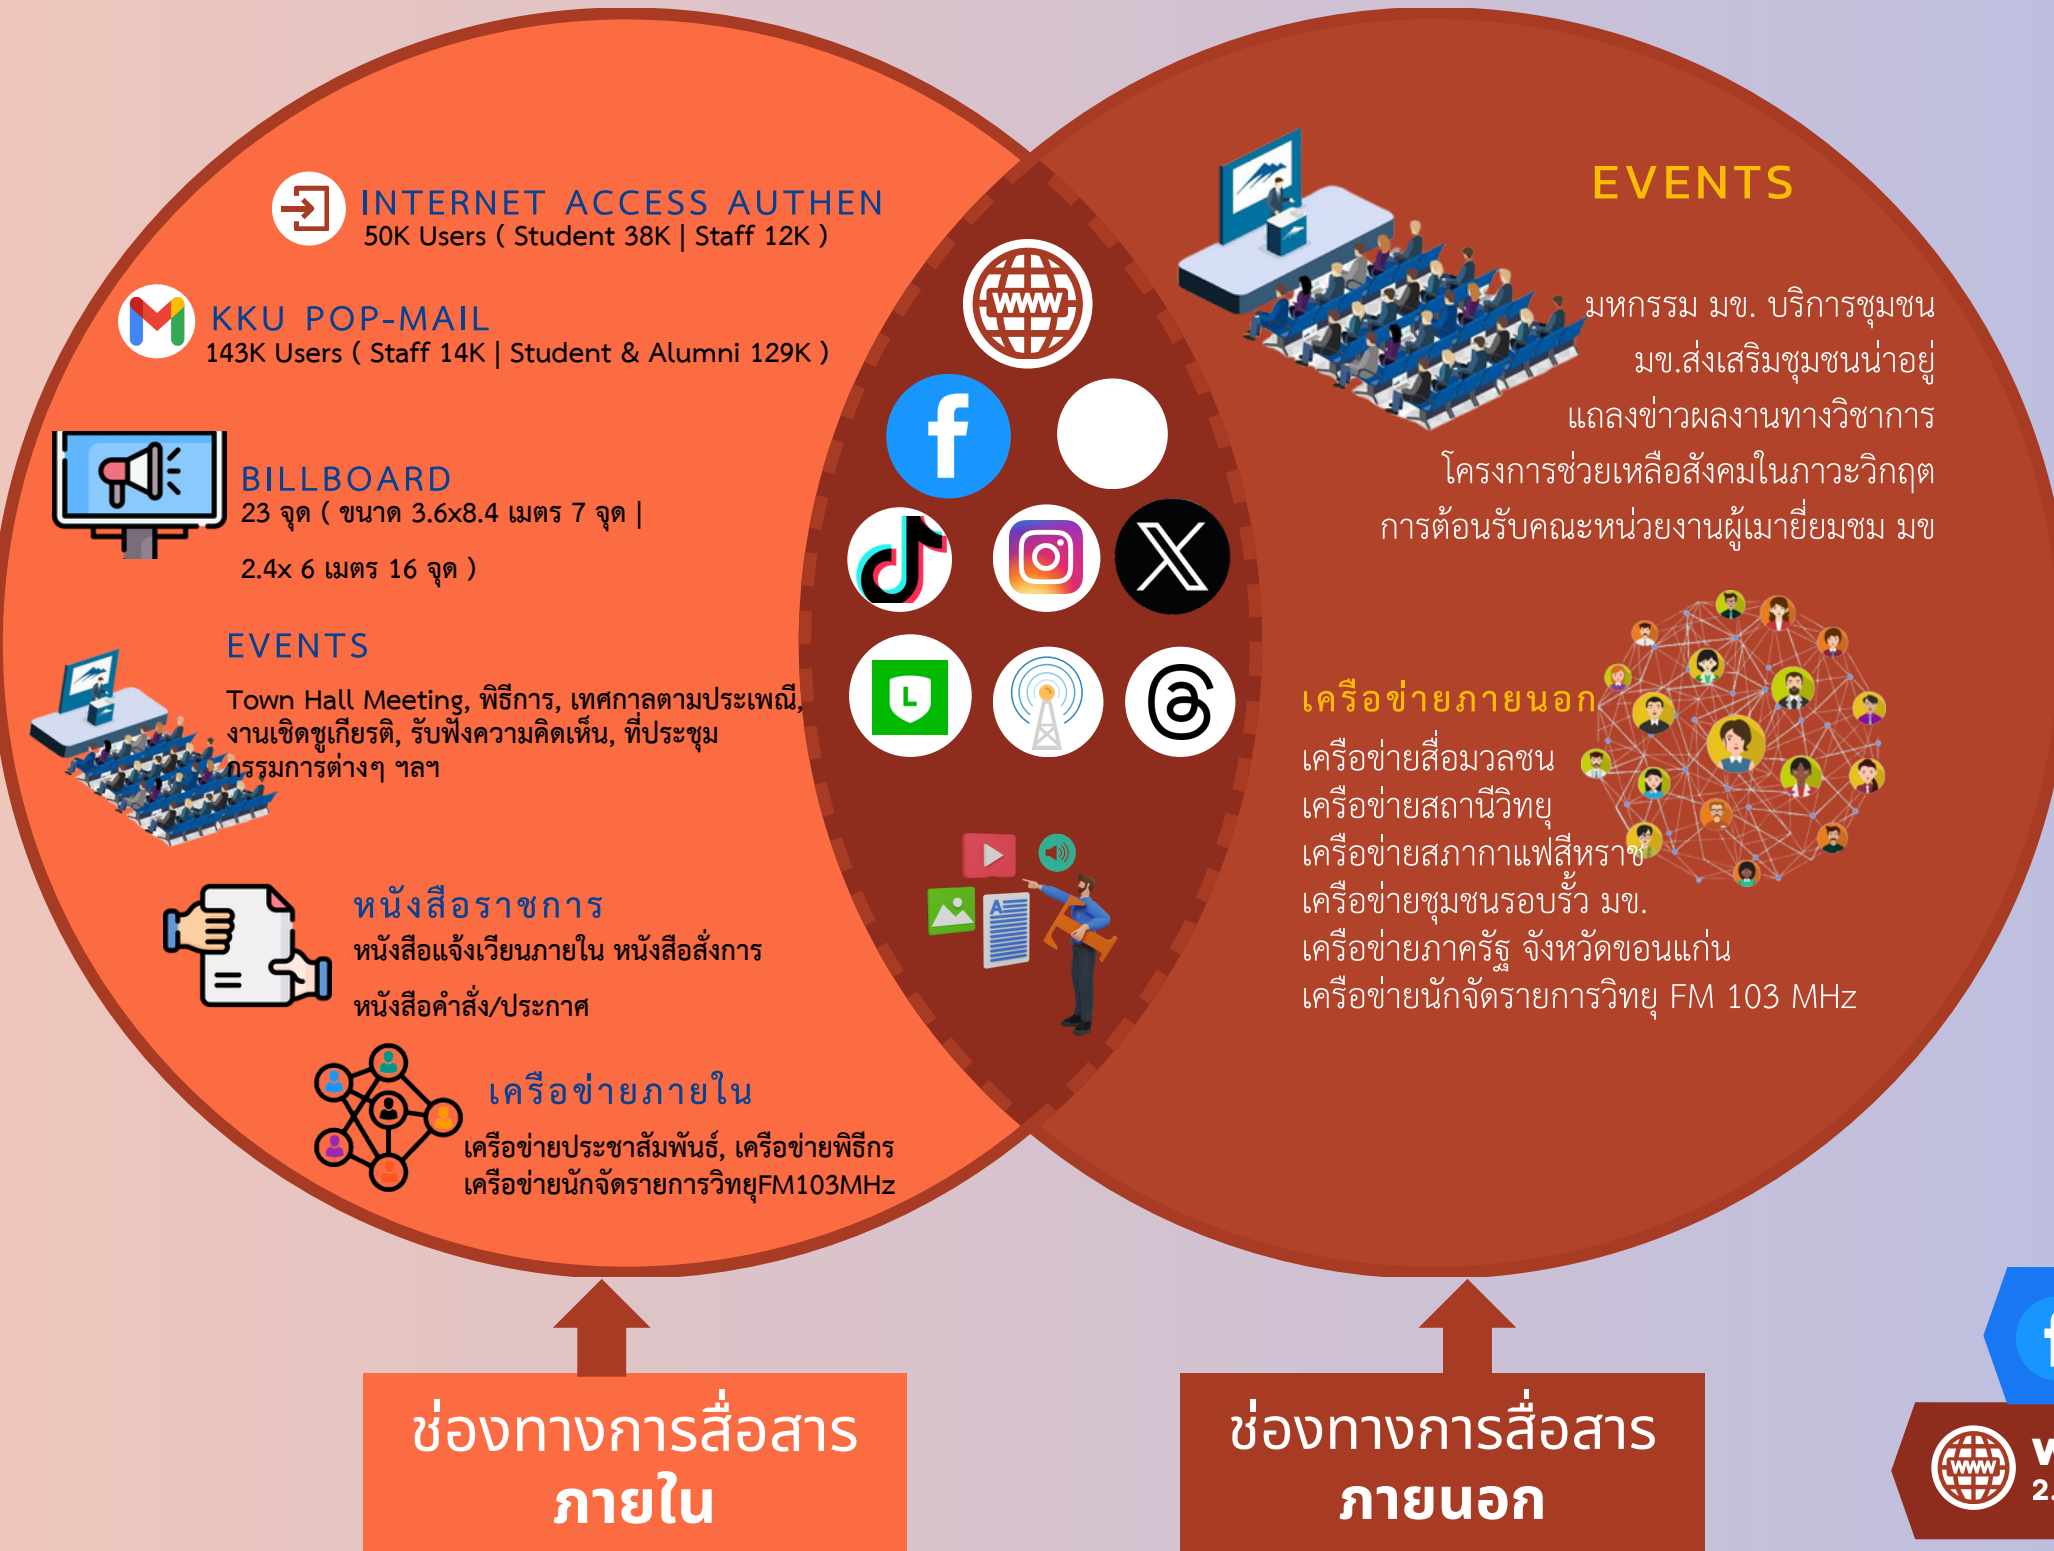 INTERNET ACCESS AUTHEN
50K Users ( Student 38K | Staff 12K )
KKU POP-MAIL
143K Users ( Staff 14K | Student & Alumni 129K )
BILLBOARD
23 จุด ( ขนาด 3.6x8.4 เมตร 7 จุด |
2.4x 6 เมตร 16 จุด )
EVENTS
Town Hall Meeting, พิธีการ, เทศกาลตามประเพณี,
งานเชิดชูเกียรติ, รับฟังความคิดเห็น, ที่ประชุม
กรรมการต่างๆ ฯลฯ
หนังสือราชการ
หนังสือแจ้งเวียนภายใน หนังสือสั่งการ
หนังสือคำสั่ง/ประกาศ
เครือข่ายภายใน
เครือข่ายประชาสัมพันธ์, เครือข่ายพิธีกร
เครือข่ายนักจัดรายการวิทยุFM103MHz
www
L
EVENTS
มหกรรม มข. บริการชุมชน
มข.ส่งเสริมชุมชนน่าอยู่
แถลงข่าวผลงานทางวิชาการ
โครงการช่วยเหลือสังคมในภาวะวิกฤต
การต้อนรับคณะหน่วยงานผู้เมายี่ยมชม มข
เครือข่ายภายนอก
เครือข่ายสื่อมวลชน
เครือข่ายสถานีวิทยุ
เครือข่ายสภากาแฟสีหราช
เครือข่ายชุมชนรอบรั้ว มข.
เครือข่ายภาครัฐ จังหวัดขอนแก่น
เครือข่ายนักจัดรายการวิทยุ FM 103 MHz
ช่องทางการสื่อสาร
ภายใน
ช่องทางการสื่อสาร
ภายนอก
www
2.